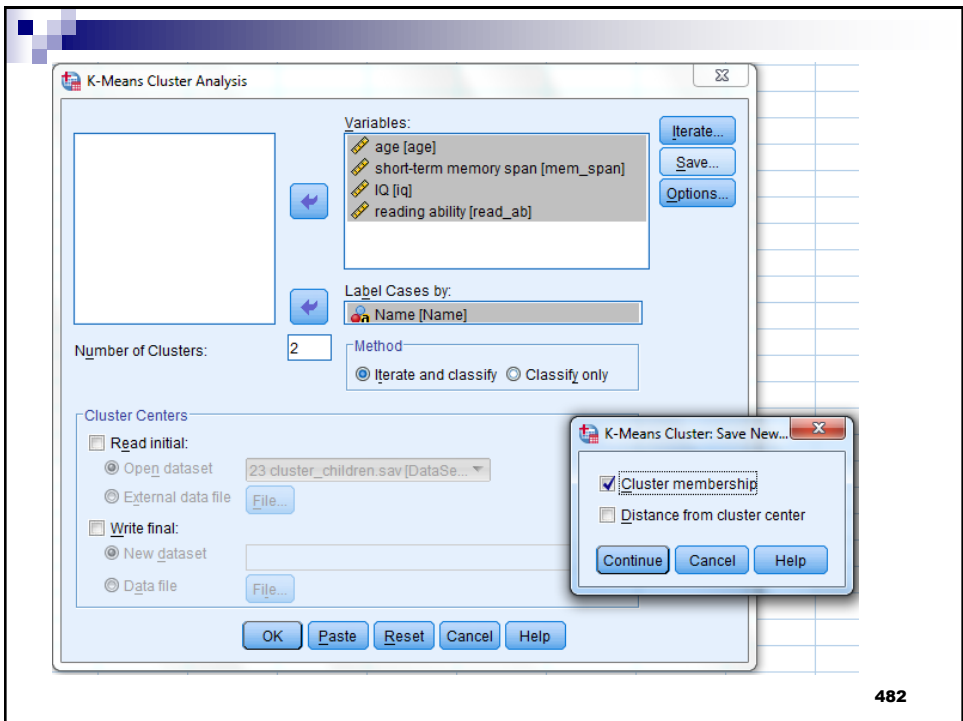 K-Means Cluster Analysis
Variables:
age [age]
short-term memory span [mem_span]
IQ [iq]
reading ability [read_ab]
Iterate...
Save...
Options...
Label Cases by:
Name [Name]
Number of Clusters:
2
Method
Iterate and classify
Classify only
Cluster Centers
Read initial:
Open dataset
23 cluster_children.sav [DataSe...
External data file
File...
Write final:
New dataset
Data file
File...
OK
Paste
Reset
Cancel
Help
K-Means Cluster: Save New...
Cluster membership
Distance from cluster center
Continue
Cancel
Help
482